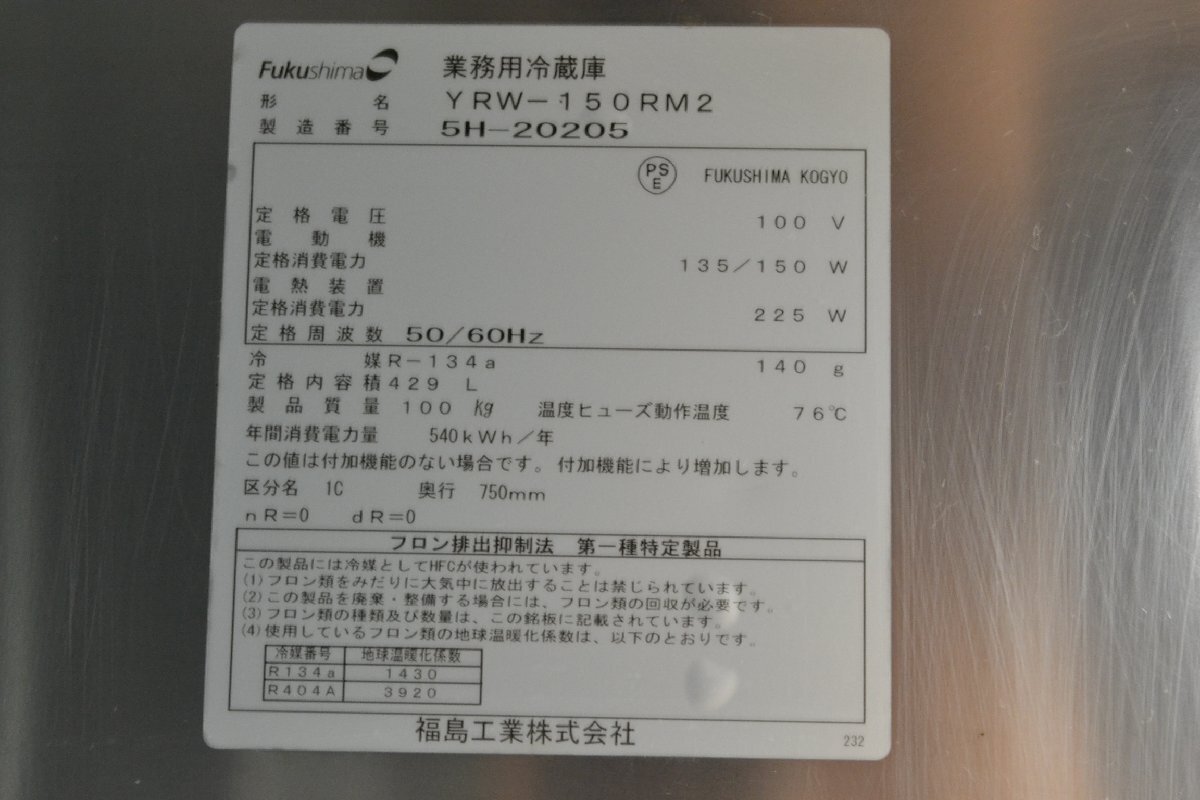 Fukushima 業務用冷蔵庫
形名 YRW-150RM2
製造番号 5H-20205
PS E FUKUSHIMA KOGYO
定格電圧 100 V
電動機
定格消費電力 135/150 W
電熱装置
定格消費電力 225 W
定格周波数 50/60Hz
冷媒 R-134a 140 g
定格内容積 429 L
製品質量 100 Kg 温度ヒューズ動作温度 76℃
年間消費電力量 540kWh/年
この値は付加機能のない場合です。付加機能により増加します。
区分名 1C 奥行 750mm
nR=0 dR=0
フロン排出抑制法 第一種特定製品
この製品には冷媒としてHFCが使われています。
(1)フロン類をみだりに大気中に放出することは禁じられています。
(2)この製品を廃棄・整備する場合には、フロン類の回収が必要です。
(3)フロン類の種類及び数量は、この銘板に記載されています。
(4)使用しているフロン類の地球温暖化係数は、以下のとおりです。
冷媒番号 地球温暖化係数
R134a 1430
R404A 3920
福島工業株式会社
232